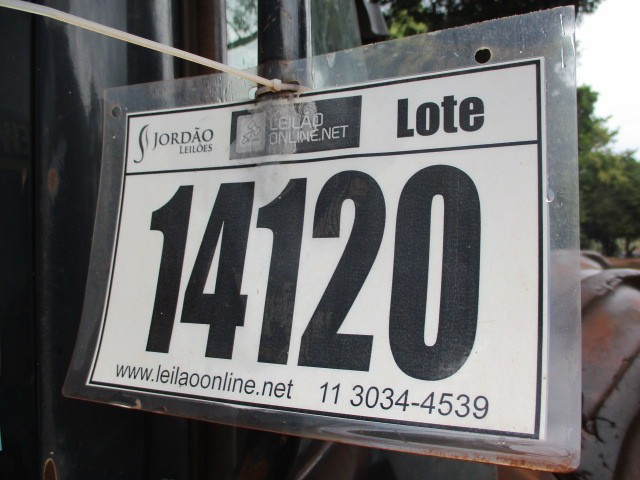 JORDÃO
LEILÕES
LEILÃO
ONLINE.NET
Lote
14120
www.leilaoonline.net 11 3034-4539